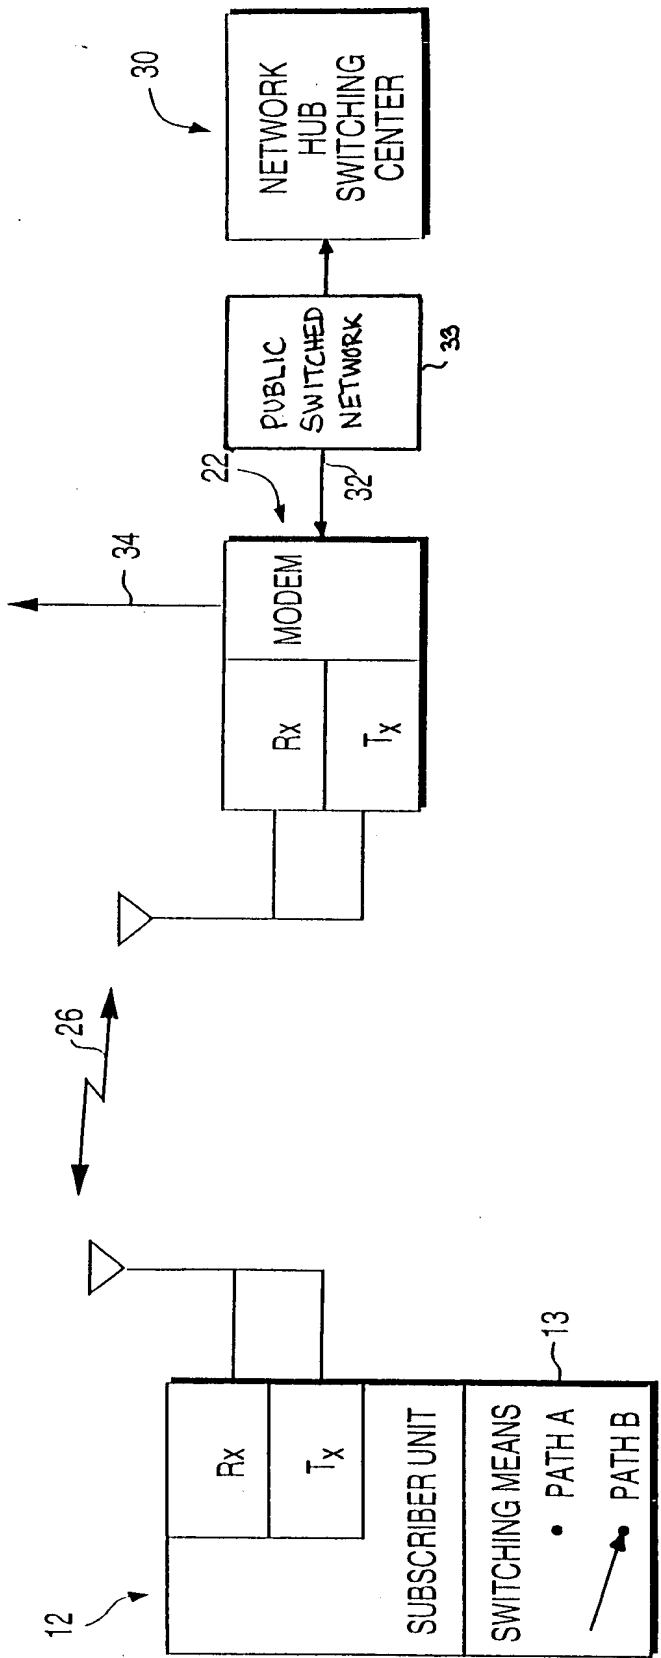 12
Rx
Tx
SUBSCRIBER UNIT
SWITCHING MEANS
PATH A
PATH B
13
26
Rx
Tx
MODEM
34
22
32
PUBLIC
SWITCHED
NETWORK
33
30
NETWORK
HUB
SWITCHING
CENTER